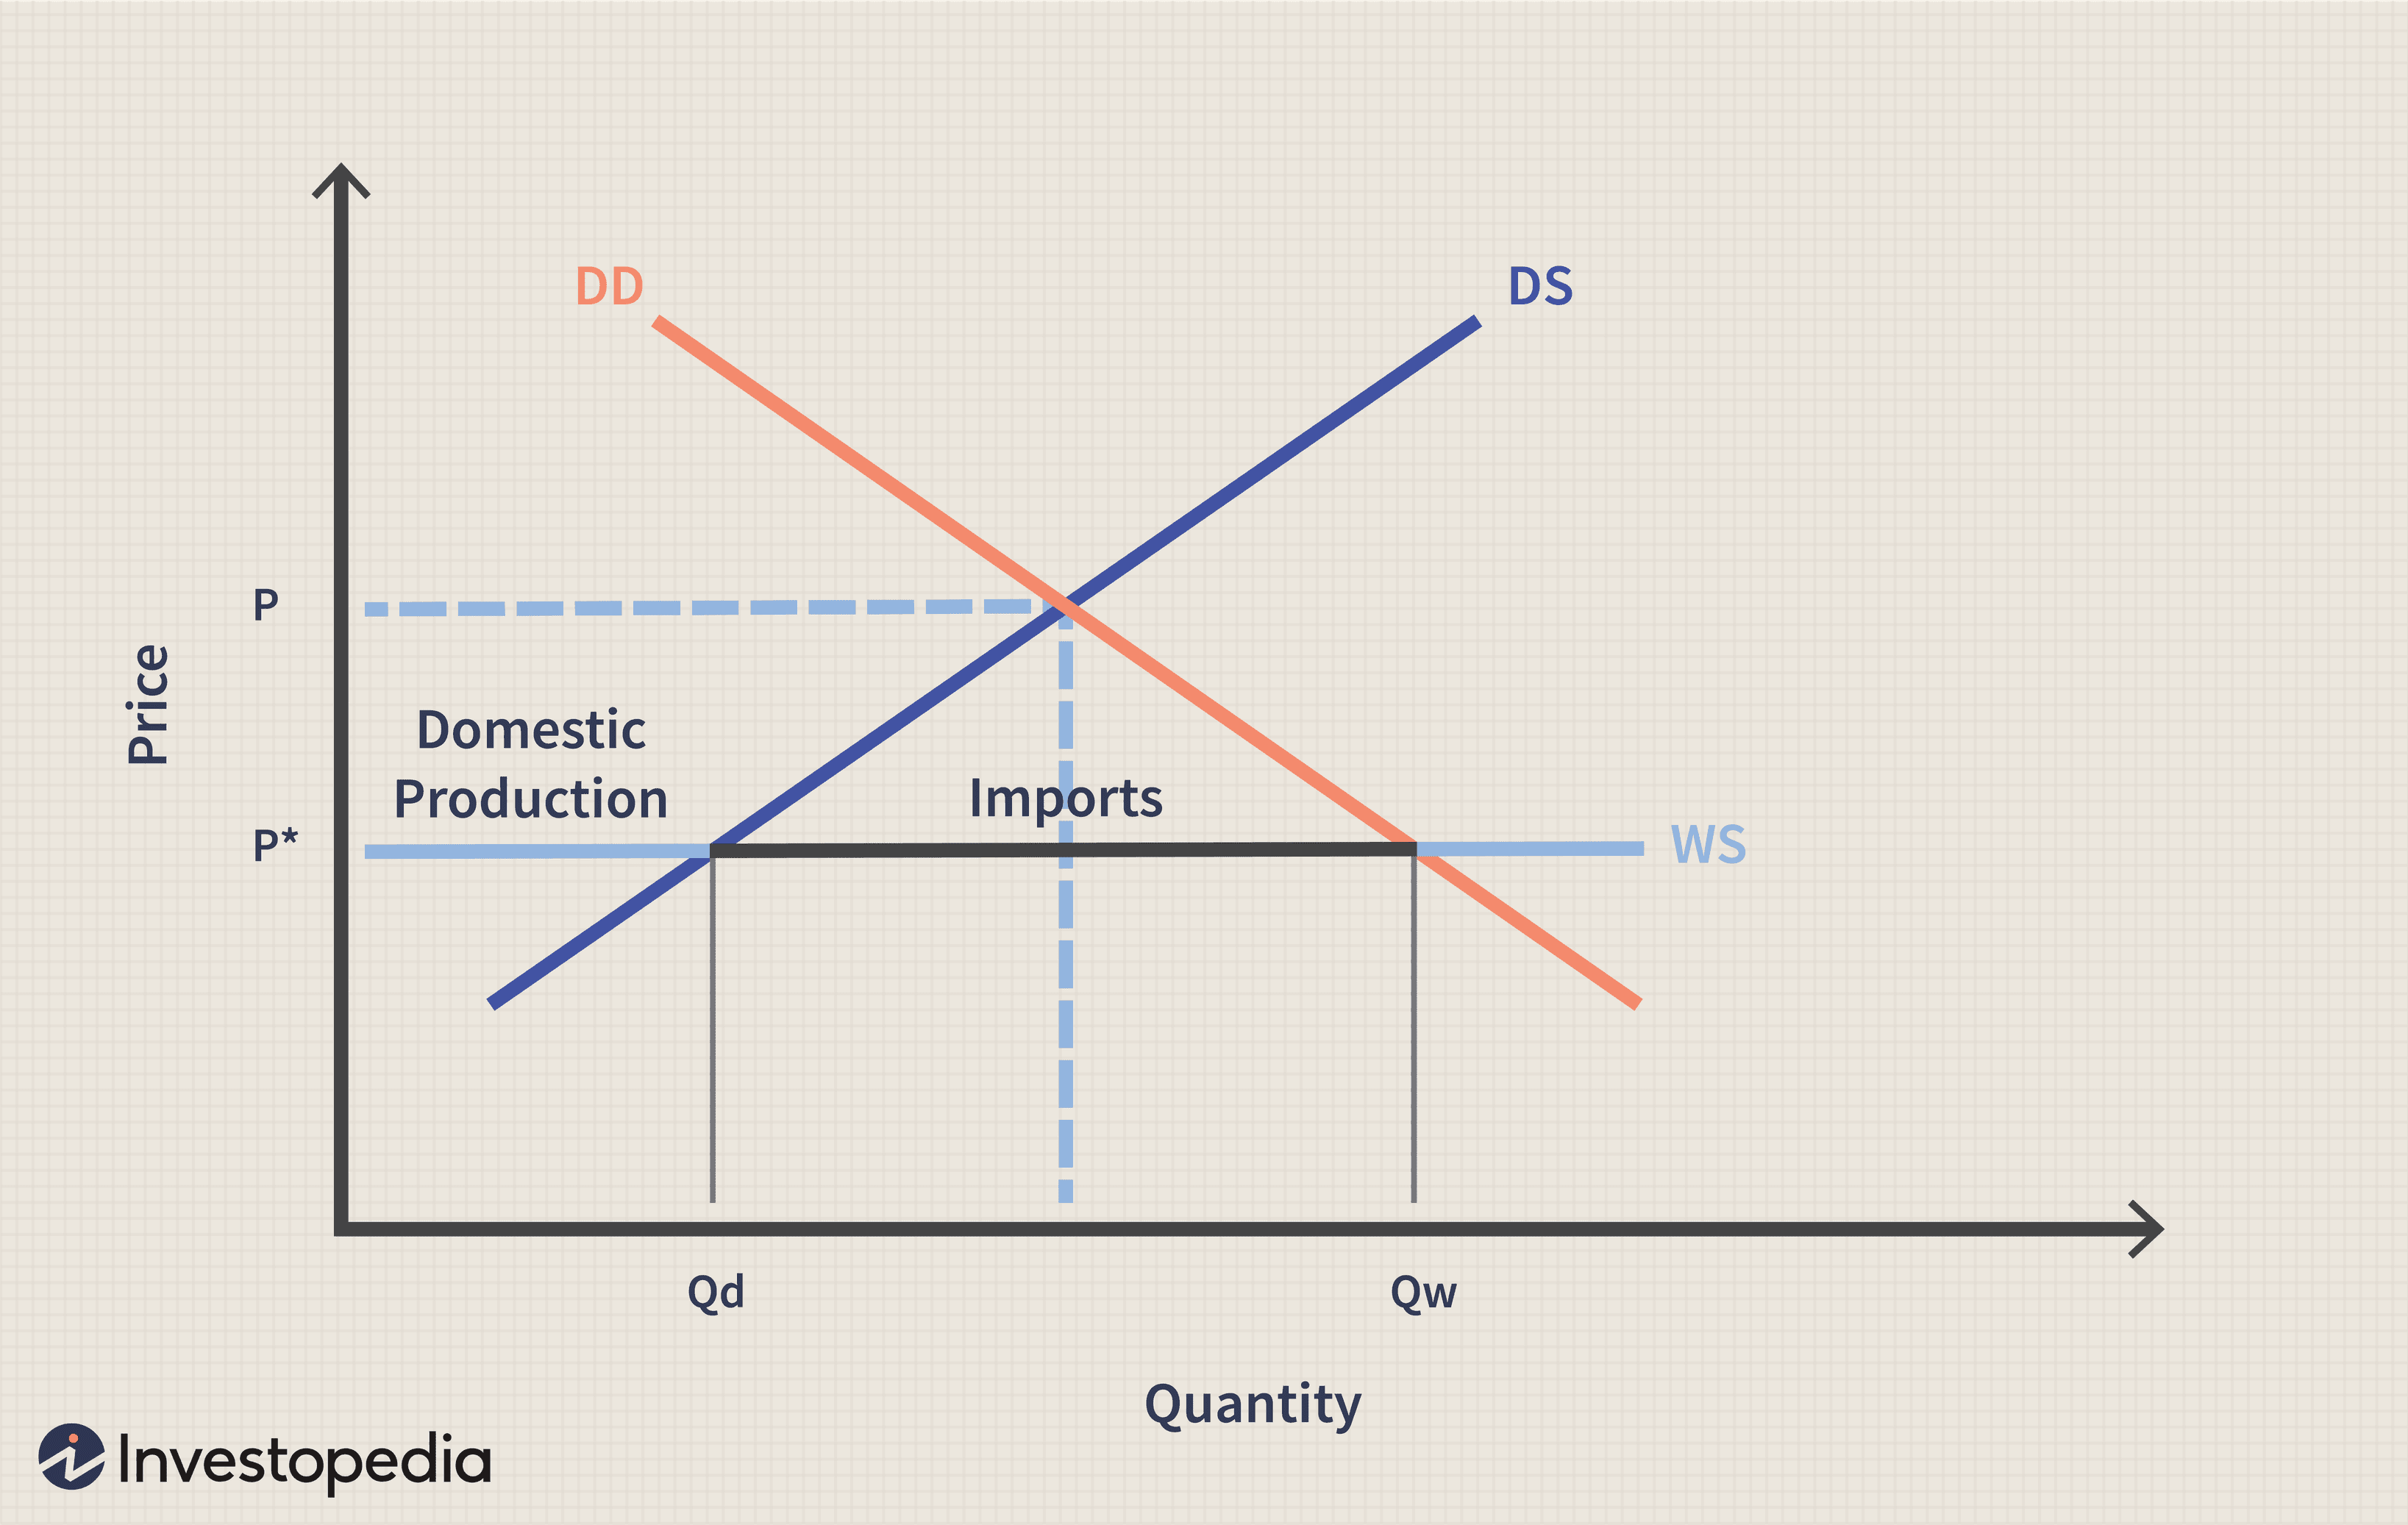 DD
DS
P
Price
Domestic
Production
Imports
P*
WS
Qd
Qw
Quantity
Investopedia